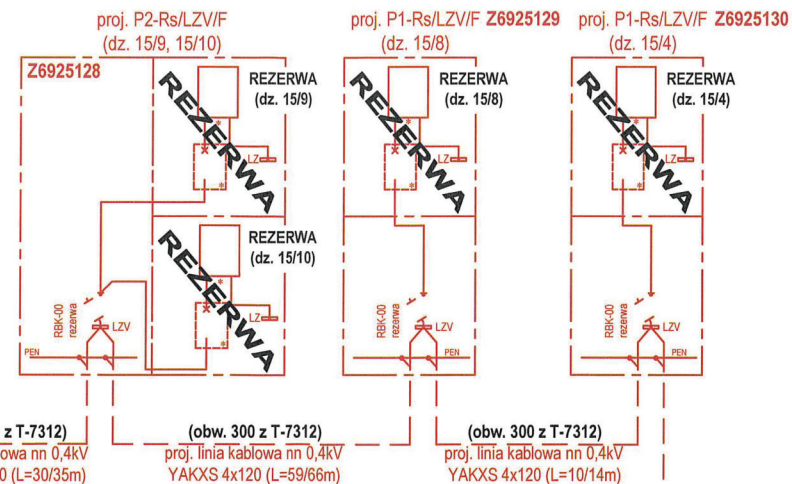 proj. P2-Rs/LZV/F
(dz. 15/9, 15/10)
proj. P1-Rs/LZV/F Z6925129
(dz. 15/8)
proj. P1-Rs/LZV/F Z6925130
(dz. 15/4)
Z6925128
REZERWA
REZERWA
(dz. 15/9)
LZ
REZERWA
REZERWA
(dz. 15/10)
LZ
RBK-00
rezerwa
LZV
PEN
REZERWA
REZERWA
(dz. 15/8)
LZ
RBK-00
rezerwa
LZV
PEN
REZERWA
REZERWA
(dz. 15/4)
LZ
RBK-00
rezerwa
LZV
PEN
z T-7312)
owa nn 0,4kV
0 (L=30/35m)
(obw. 300 z T-7312)
proj. linia kablowa nn 0,4kV
YAKXS 4x120 (L=59/66m)
(obw. 300 z T-7312)
proj. linia kablowa nn 0,4kV
YAKXS 4x120 (L=10/14m)